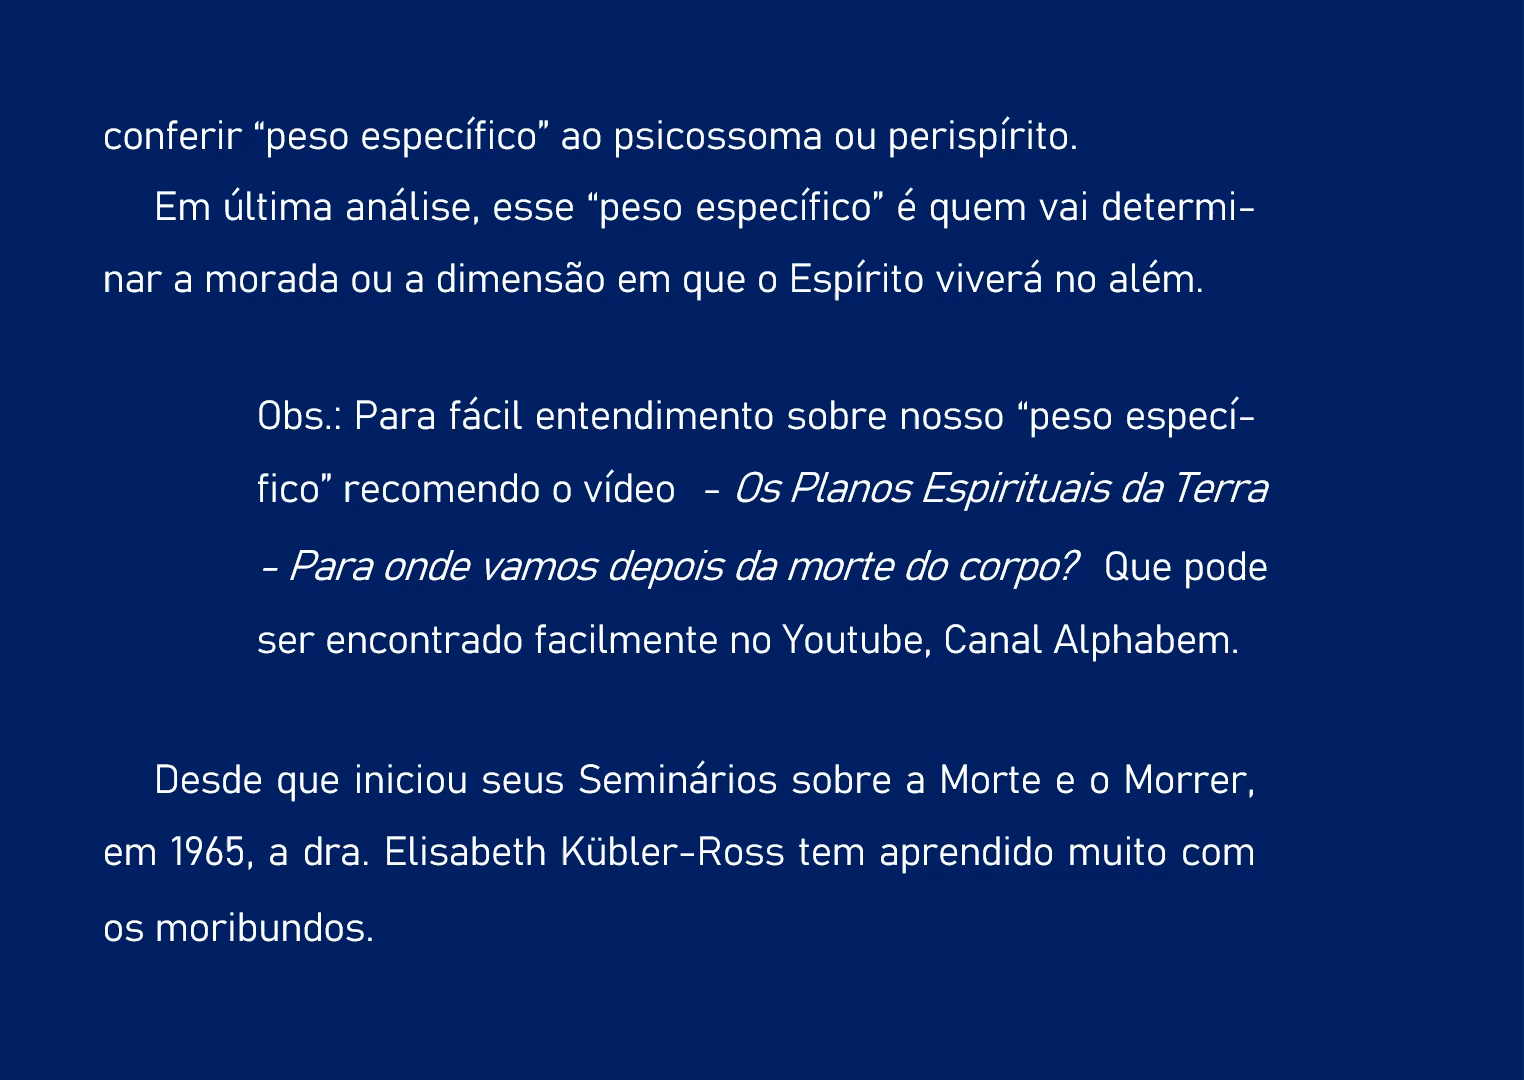 conferir “peso específico” ao psicossoma ou perispírito.
Em última análise, esse “peso específico” é quem vai determi-
nar a morada ou a dimensão em que o Espírito viverá no além.
Obs.: Para fácil entendimento sobre nosso “peso especí-
fico” recomendo o vídeo - Os Planos Espirituais da Terra
- Para onde vamos depois da morte do corpo? Que pode
ser encontrado facilmente no Youtube, Canal Alphabem.
Desde que iniciou seus Seminários sobre a Morte e o Morrer,
em 1965, a dra. Elisabeth Kübler-Ross tem aprendido muito com
os moribundos.